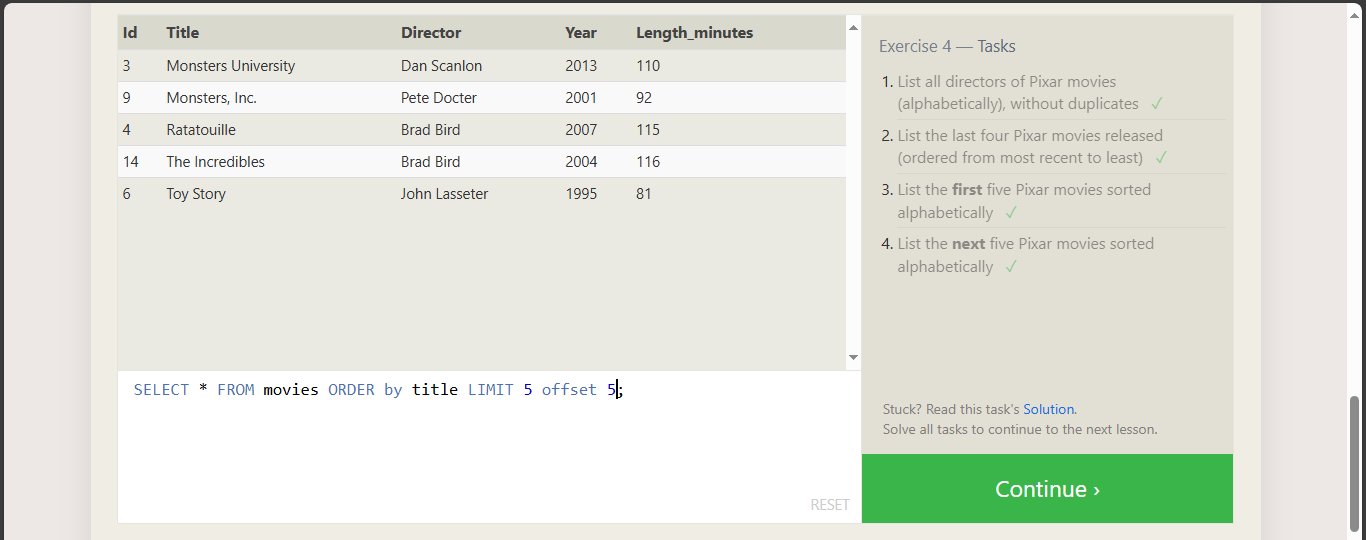 Id Title Director Year Length_minutes
3 Monsters University Dan Scanlon 2013 110
9 Monsters, Inc. Pete Docter 2001 92
4 Ratatouille Brad Bird 2007 115
14 The Incredibles Brad Bird 2004 116
6 Toy Story John Lasseter 1995 81
SELECT * FROM movies ORDER by title LIMIT 5 offset 5;
RESET
Exercise 4 — Tasks
1. List all directors of Pixar movies
(alphabetically), without duplicates ✓
2. List the last four Pixar movies released
(ordered from most recent to least) ✓
3. List the first five Pixar movies sorted
alphabetically ✓
4. List the next five Pixar movies sorted
alphabetically ✓
Stuck? Read this task's Solution.
Solve all tasks to continue to the next lesson.
Continue ›